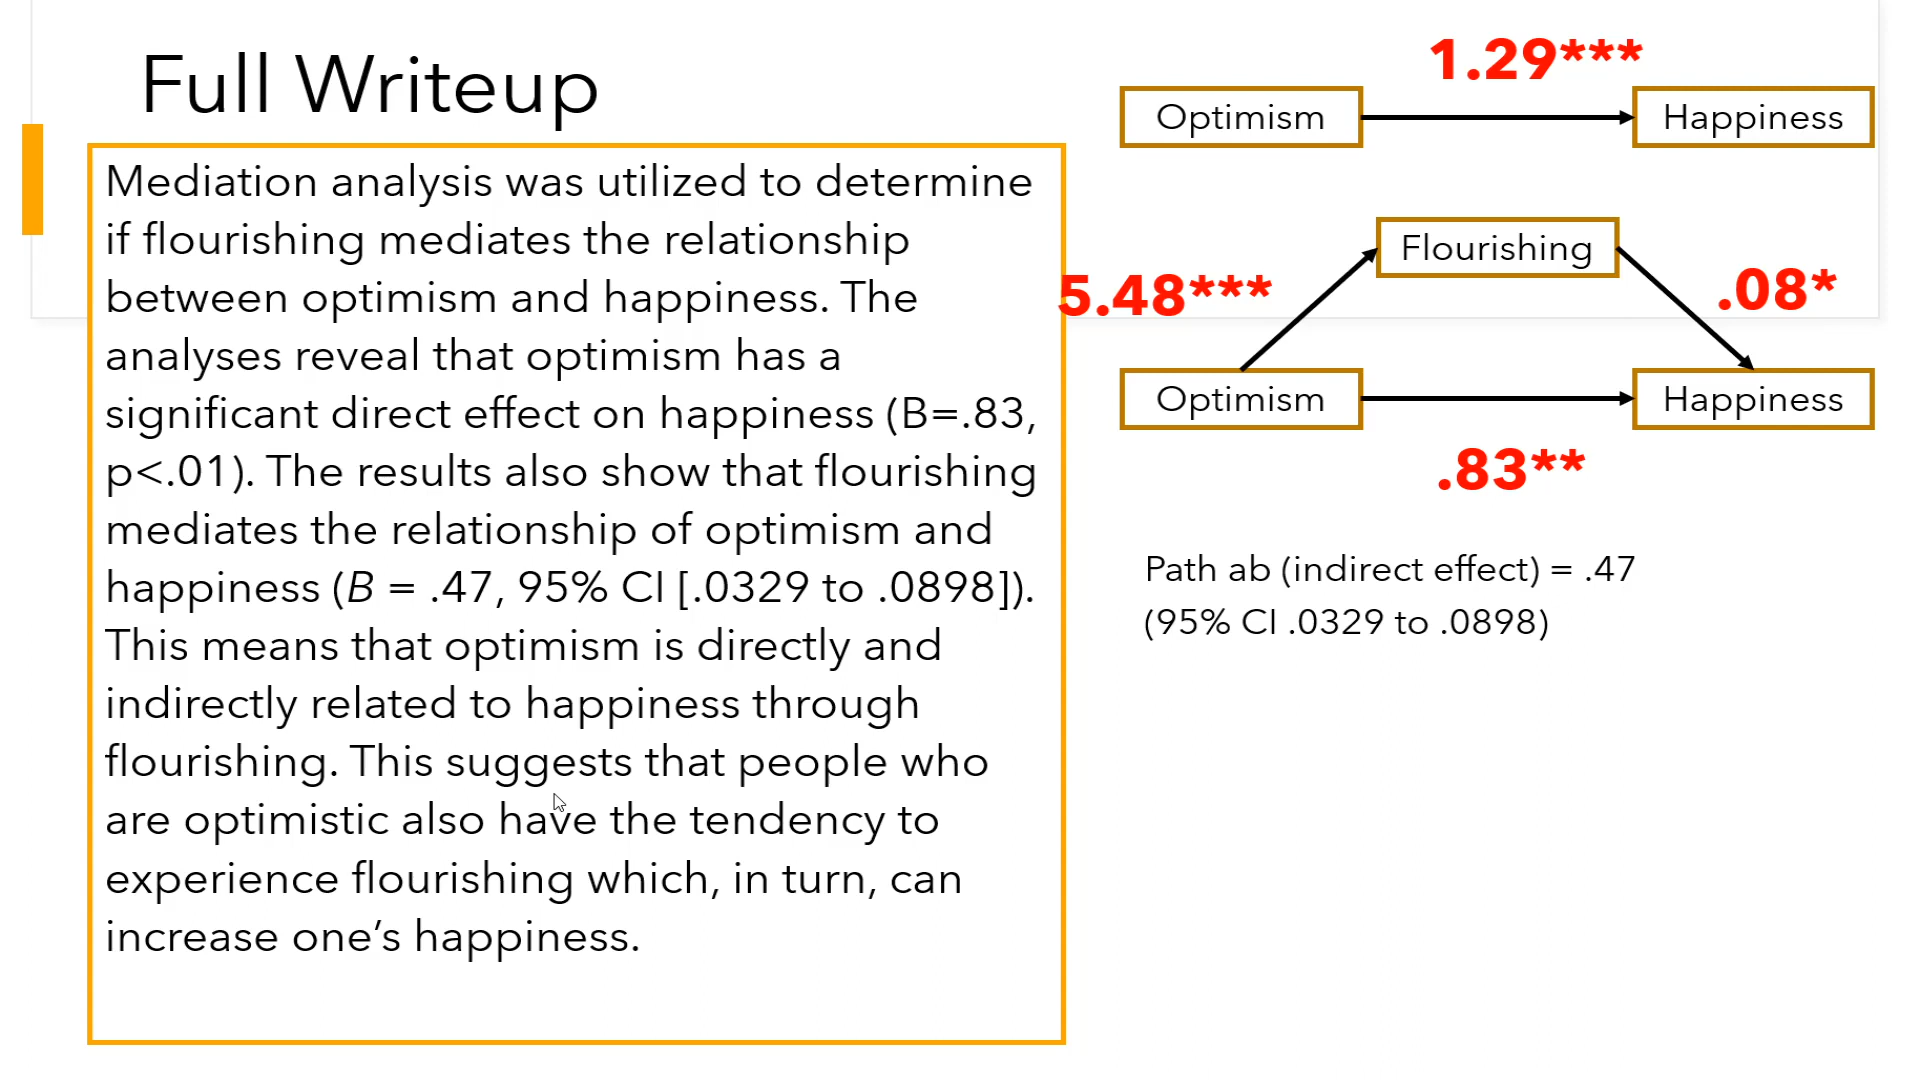 Full Writeup
Mediation analysis was utilized to determine
if flourishing mediates the relationship
between optimism and happiness. The
analyses reveal that optimism has a
significant direct effect on happiness (B=.83,
p<.01). The results also show that flourishing
mediates the relationship of optimism and
happiness (B = .47, 95% CI [.0329 to .0898]).
This means that optimism is directly and
indirectly related to happiness through
flourishing. This suggests that people who
are optimistic also have the tendency to
experience flourishing which, in turn, can
increase one’s happiness.
1.29***
Optimism
Happiness
Flourishing
5.48***
.08*
Optimism
Happiness
.83**
Path ab (indirect effect) = .47
(95% CI .0329 to .0898)